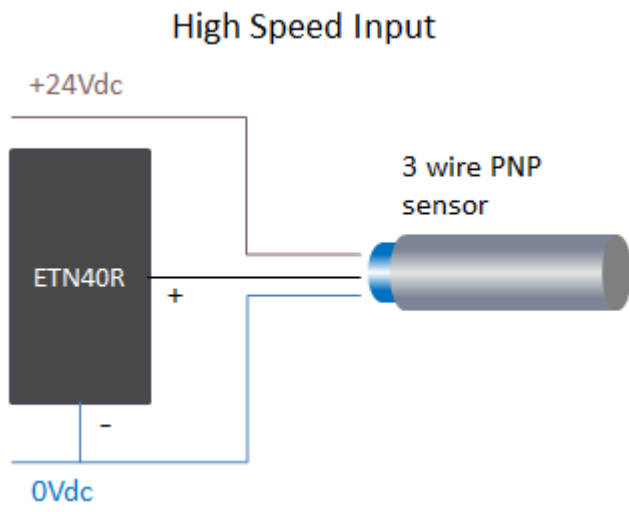 High Speed Input
+24Vdc
3 wire PNP
sensor
ETN40R
+
-
0Vdc